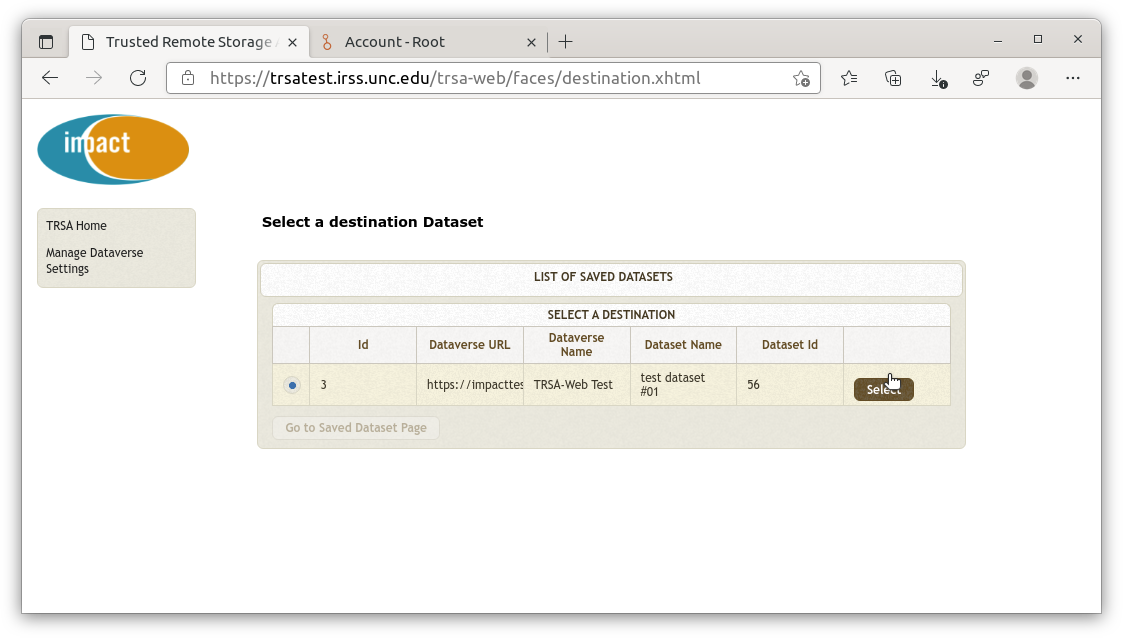 Trusted Remote Storage A
Account - Root
https://trsatest.irss.unc.edu/trsa-web/faces/destination.xhtml
impact
TRSA Home
Manage Dataverse
Settings
Select a destination Dataset
LIST OF SAVED DATASETS
SELECT A DESTINATION
Id
Dataverse URL
Dataverse
Name
Dataset Name
Dataset Id
3
https://impacttes
TRSA-Web Test
test dataset
#01
56
Select
Go to Saved Dataset Page